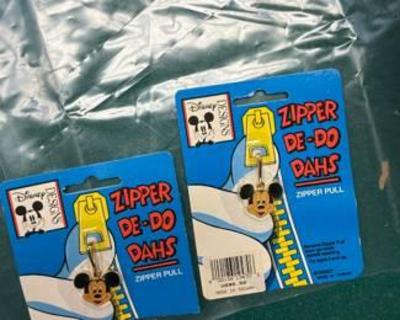 Disney
DESIGNS
ZIPPER
DE-DO
DAHS
ZIPPER PULL
Disney
DESIGNS
ZIPPER
DE-DO
DAHS
ZIPPER PULL
MADE IN TAIWAN